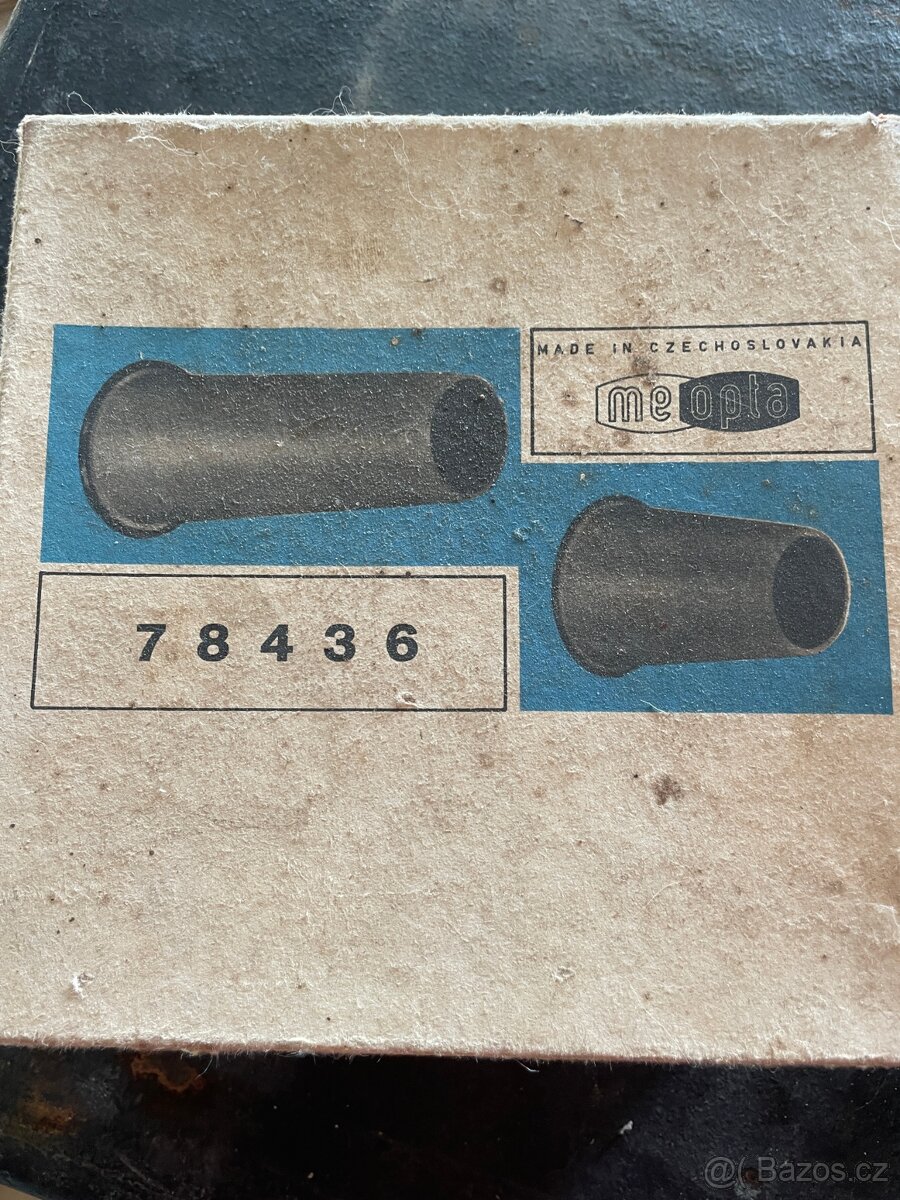 MADE IN CZECHOSLOVAKIA
meopta
78436
@( Bazos.cz